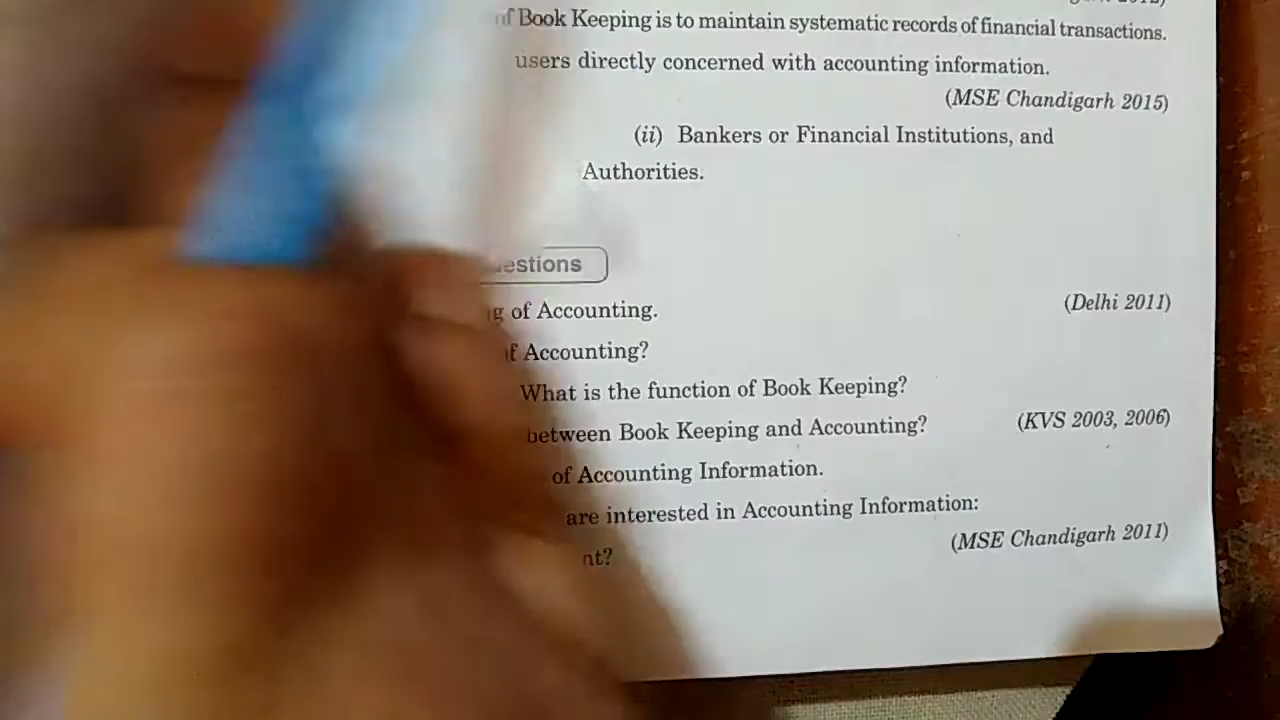 of Book Keeping is to maintain systematic records of financial transactions.
users directly concerned with accounting information.
(MSE Chandigarh 2015)
(ii) Bankers or Financial Institutions, and
Authorities.
of Accounting. (Delhi 2011)
Accounting?
What is the function of Book Keeping?
between Book Keeping and Accounting? (KVS 2003, 2006)
of Accounting Information.
are interested in Accounting Information:
(MSE Chandigarh 2011)